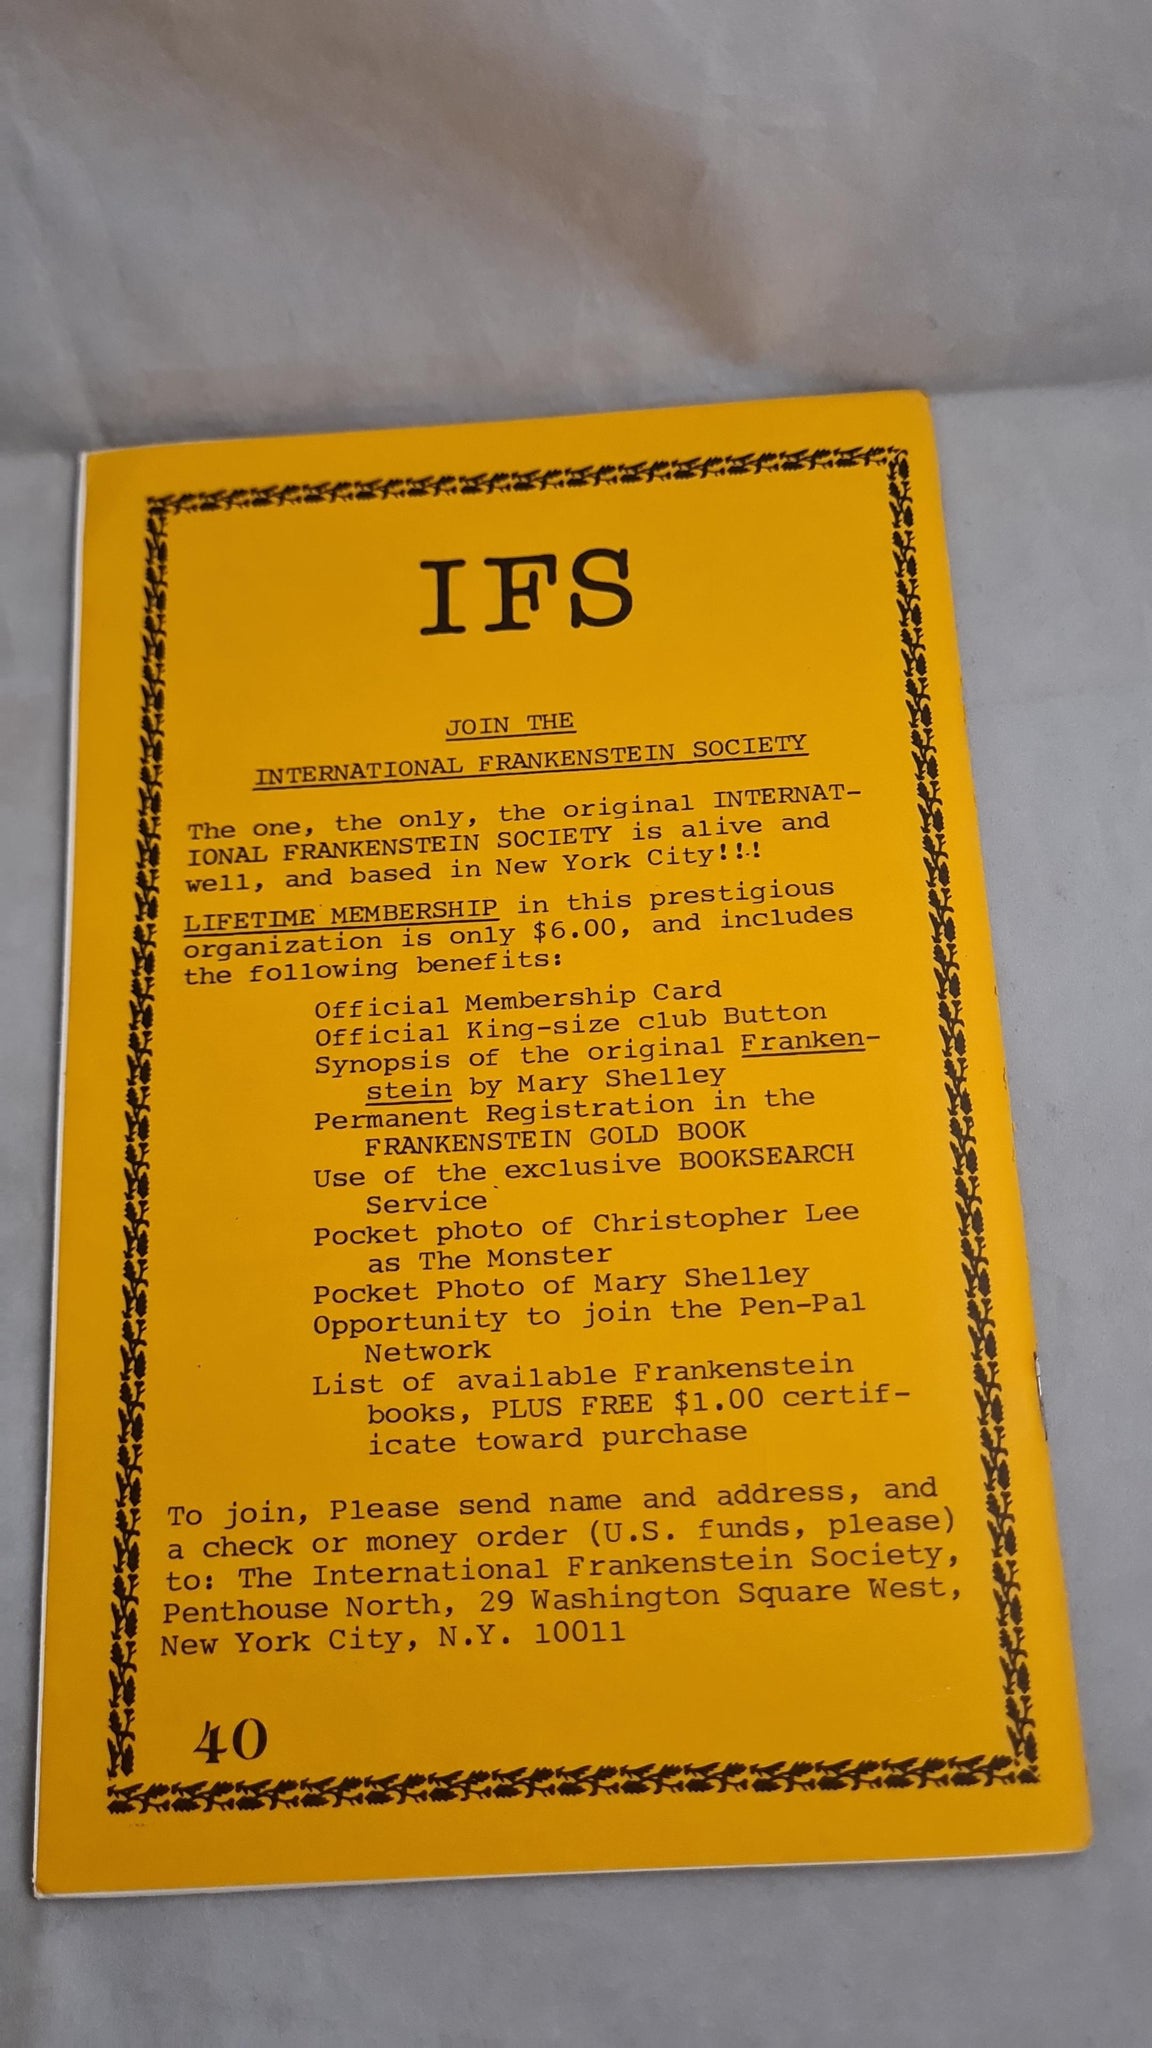 IFS
JOIN THE
INTERNATIONAL FRANKENSTEIN SOCIETY
The one, the only, the original INTERNAT-
IONAL FRANKENSTEIN SOCIETY is alive and
well, and based in New York City!!!
LIFETIME MEMBERSHIP in this prestigious
organization is only $6.00, and includes
the following benefits:
Official Membership Card
Official King-size club Button
Synopsis of the original Franken-
stein by Mary Shelley
Permanent Registration in the
FRANKENSTEIN GOLD BOOK
Use of the exclusive BOOKSEARCH
Service
Pocket photo of Christopher Lee
as The Monster
Pocket Photo of Mary Shelley
Opportunity to join the Pen-Pal
Network
List of available Frankenstein
books, PLUS FREE $1.00 certif-
icate toward purchase
To join, Please send name and address, and
a check or money order (U.S. funds, please)
to: The International Frankenstein Society,
Penthouse North, 29 Washington Square West,
New York City, N.Y. 10011
40